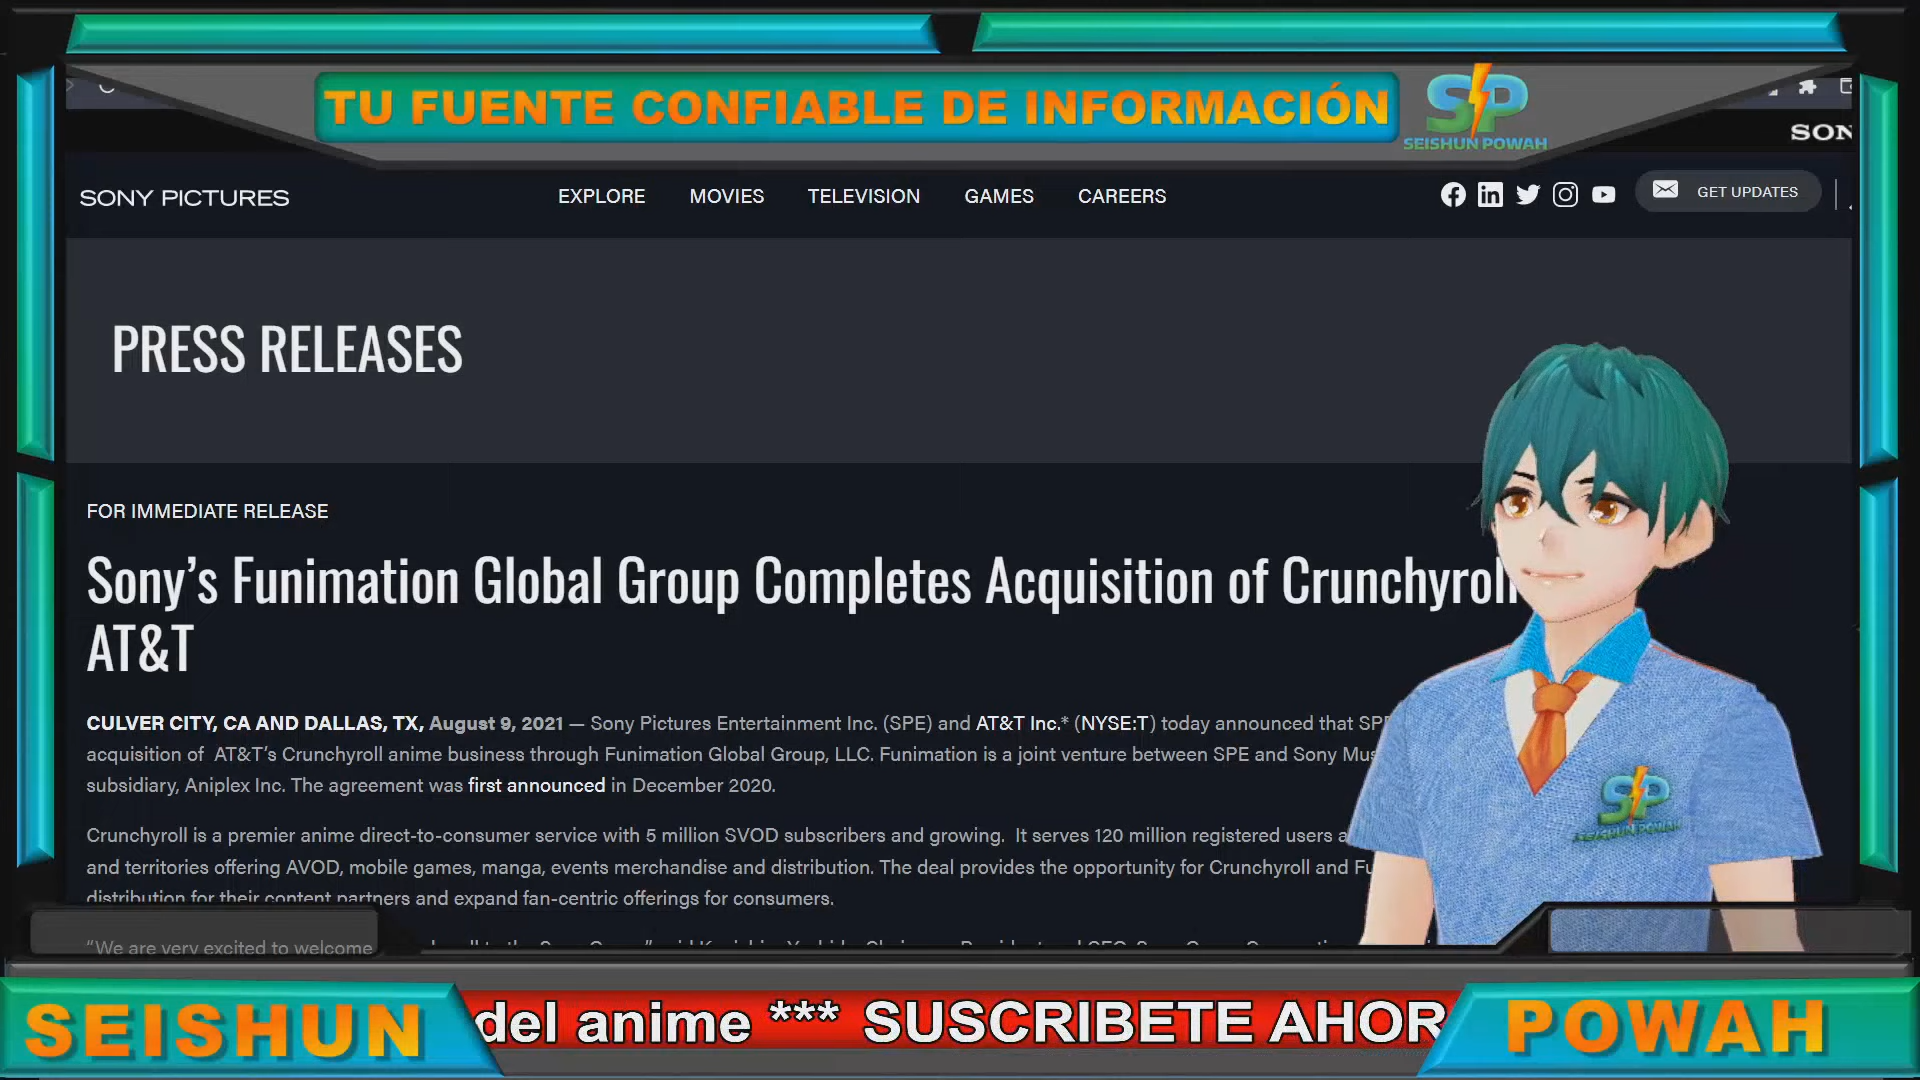 TU FUENTE CONFIABLE DE INFORMACIÓN
SP
SEISHUN POWAH
SON
SONY PICTURES
EXPLORE MOVIES TELEVISION GAMES CAREERS
GET UPDATES
PRESS RELEASES
FOR IMMEDIATE RELEASE
Sony’s Funimation Global Group Completes Acquisition of Crunchyroll
AT&T
CULVER CITY, CA AND DALLAS, TX, August 9, 2021 — Sony Pictures Entertainment Inc. (SPE) and AT&T Inc.* (NYSE:T) today announced that SPE
acquisition of AT&T’s Crunchyroll anime business through Funimation Global Group, LLC. Funimation is a joint venture between SPE and Sony Mus
subsidiary, Aniplex Inc. The agreement was first announced in December 2020.
Crunchyroll is a premier anime direct-to-consumer service with 5 million SVOD subscribers and growing. It serves 120 million registered users a
and territories offering AVOD, mobile games, manga, events merchandise and distribution. The deal provides the opportunity for Crunchyroll and Fu
distribution for their content partners and expand fan-centric offerings for consumers.
“We are very excited to welcome
SP
SEISHUN POWAH
SEISHUN
del anime *** SUSCRIBETE AHOR
POWAH